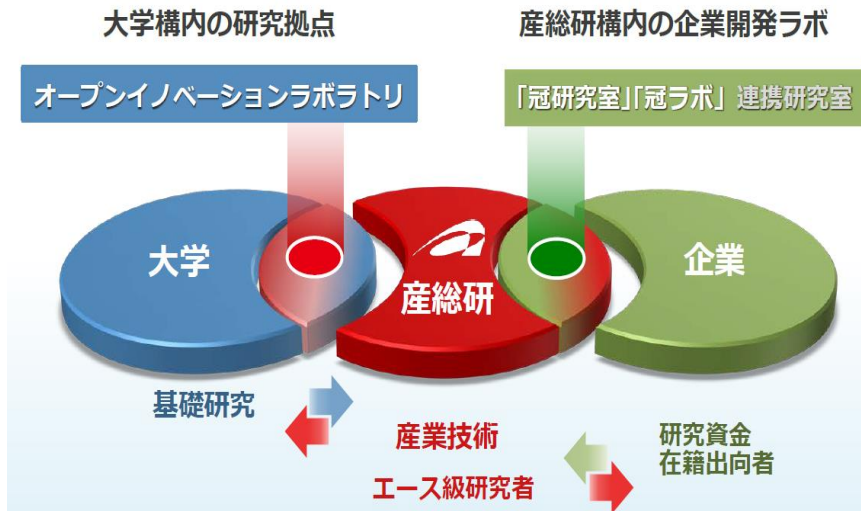 大学構内の研究拠点
産総研構内の企業開発ラボ
オープンイノベーションラボラトリ
「冠研究室」「冠ラボ」 連携研究室
大学
産総研
企業
基礎研究
産業技術
エース級研究者
研究資金
在籍出向者